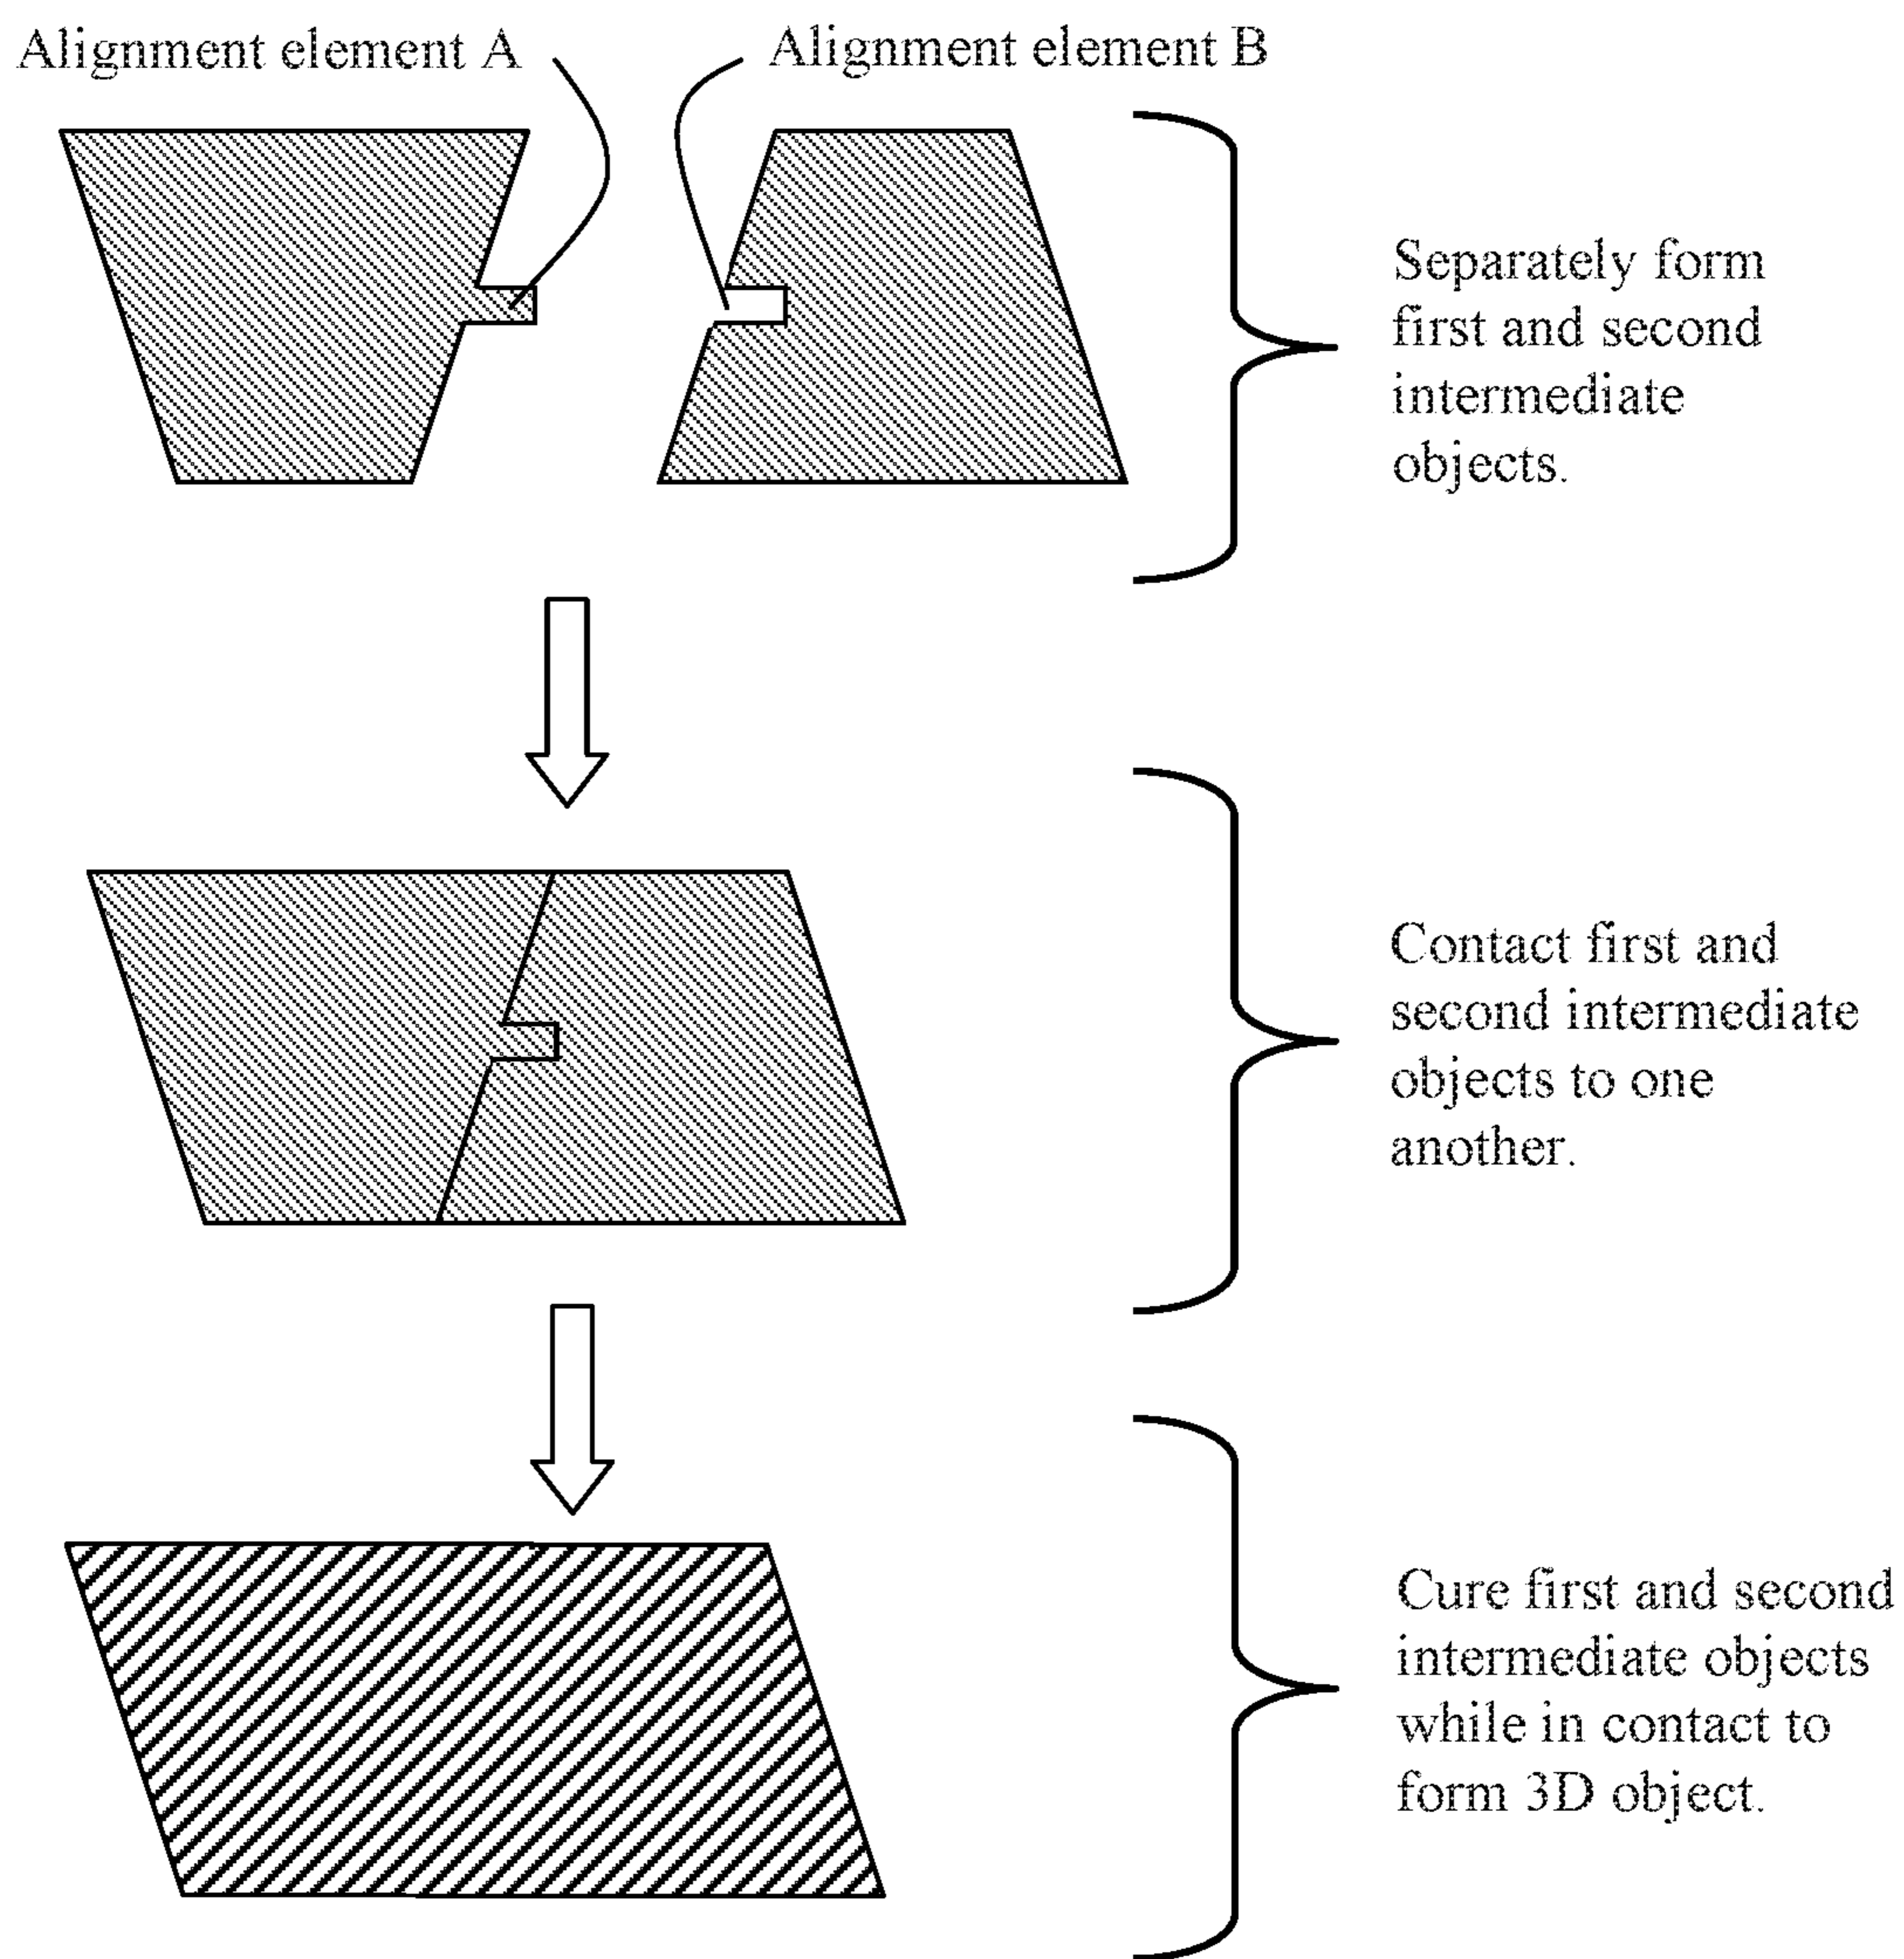 Alignment element A
Alignment element B
Separately form
first and second
intermediate
objects.
Contact first and
second intermediate
objects to one
another.
Cure first and second
intermediate objects
while in contact to
form 3D object.